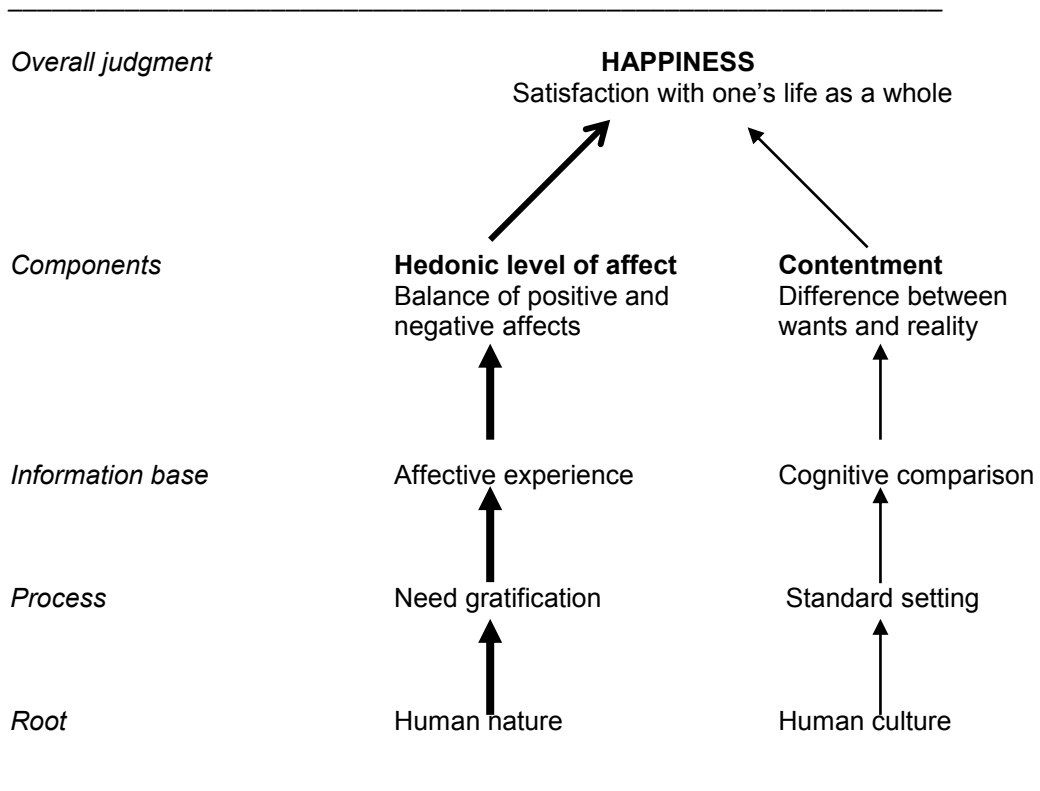 Overall judgment HAPPINESS
Satisfaction with one’s life as a whole
Components Hedonic level of affect Contentment
Balance of positive and Difference between
negative affects wants and reality
Information base Affective experience Cognitive comparison
Process Need gratification Standard setting
Root Human nature Human culture